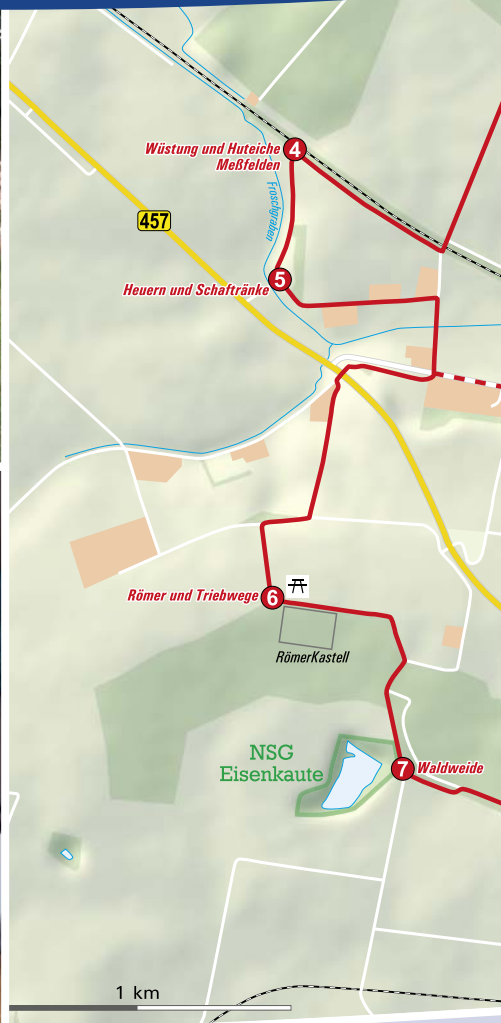 4
Wüstung und Huteiche
Meßfelden
Froschgraben
457
5
Heuern und Schaftränke
6
Römer und Triebwege
RömerKastell
NSG
Eisenkaute
7
Waldweide
1 km